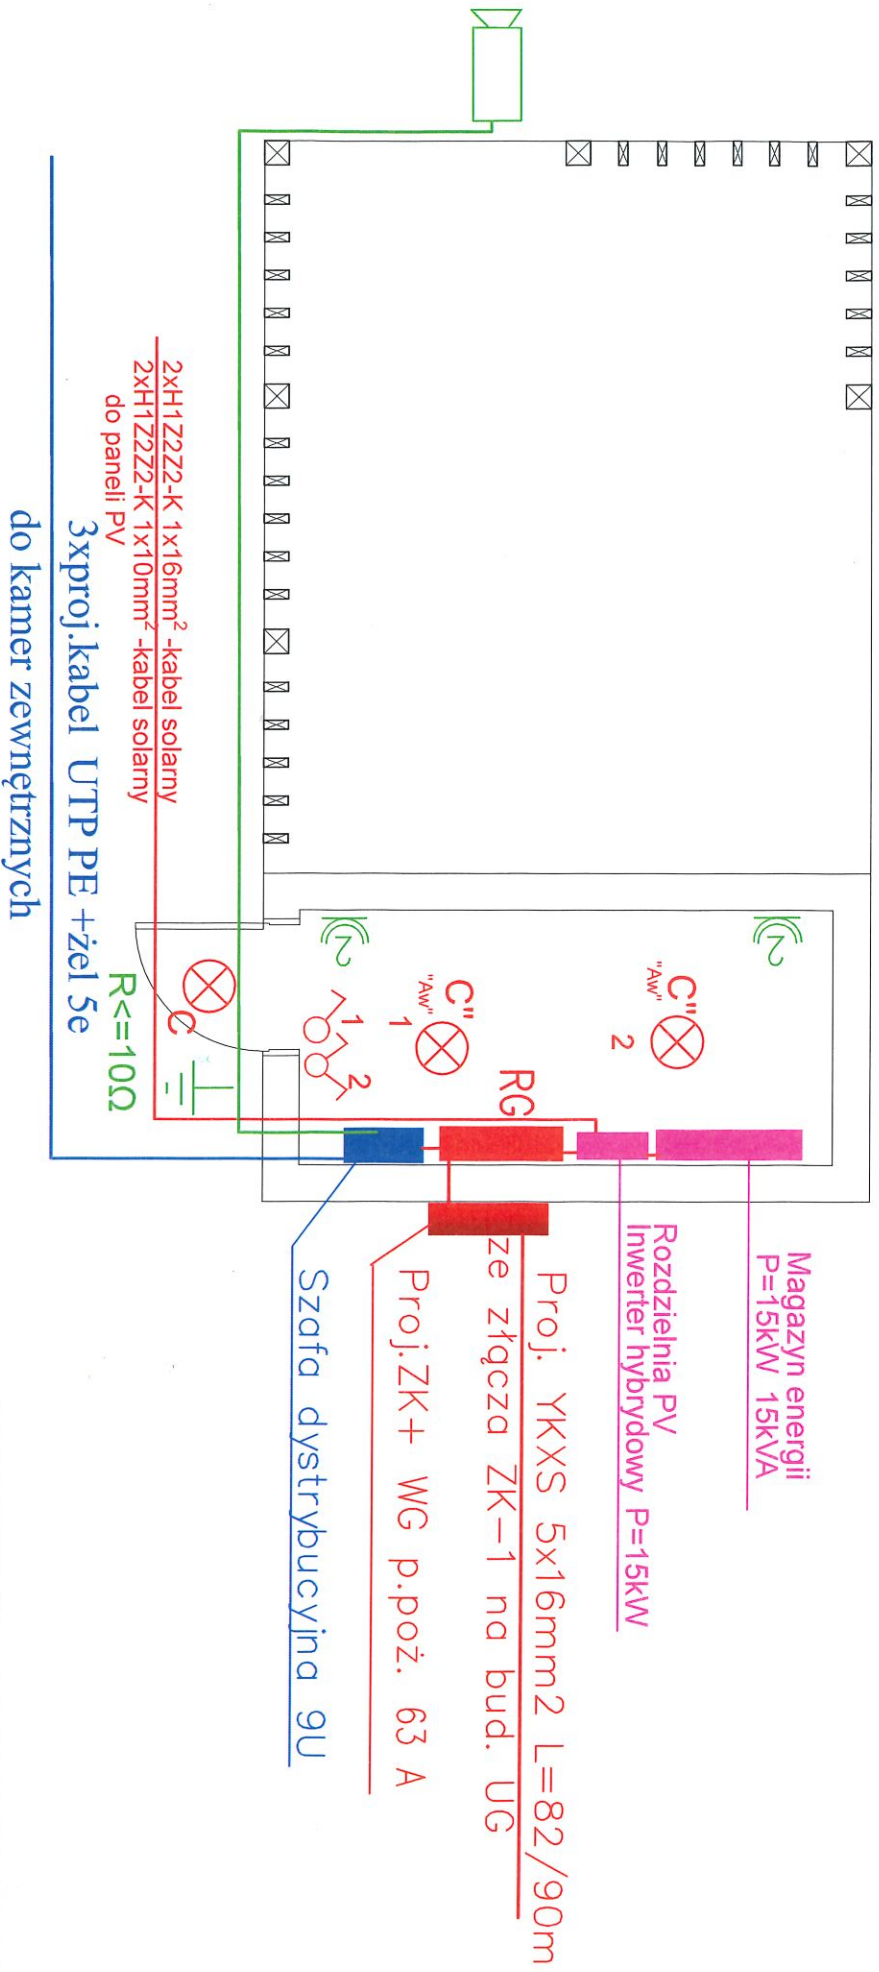 Magazyn energii
P=15kW 15kVA
Rozdzielnia PV
Inwerter hybrydowy P=15kW
Proj. YKXS 5x16mm2 L=82/90m
ze złącza ZK-1 na bud. UG
Proj.ZK+ WG p.poż. 63 A
Szafa dystrybucyjna 9U
2
2
C"
"Aw"
2
C"
"Aw"
1
RG
1
2
C
R<=10Ω
2xH1Z2Z2-K 1x16mm² -kabel solarny
2xH1Z2Z2-K 1x10mm² -kabel solarny
do paneli PV
3xproj.kabel UTP PE +żel 5e
do kamer zewnętrznych